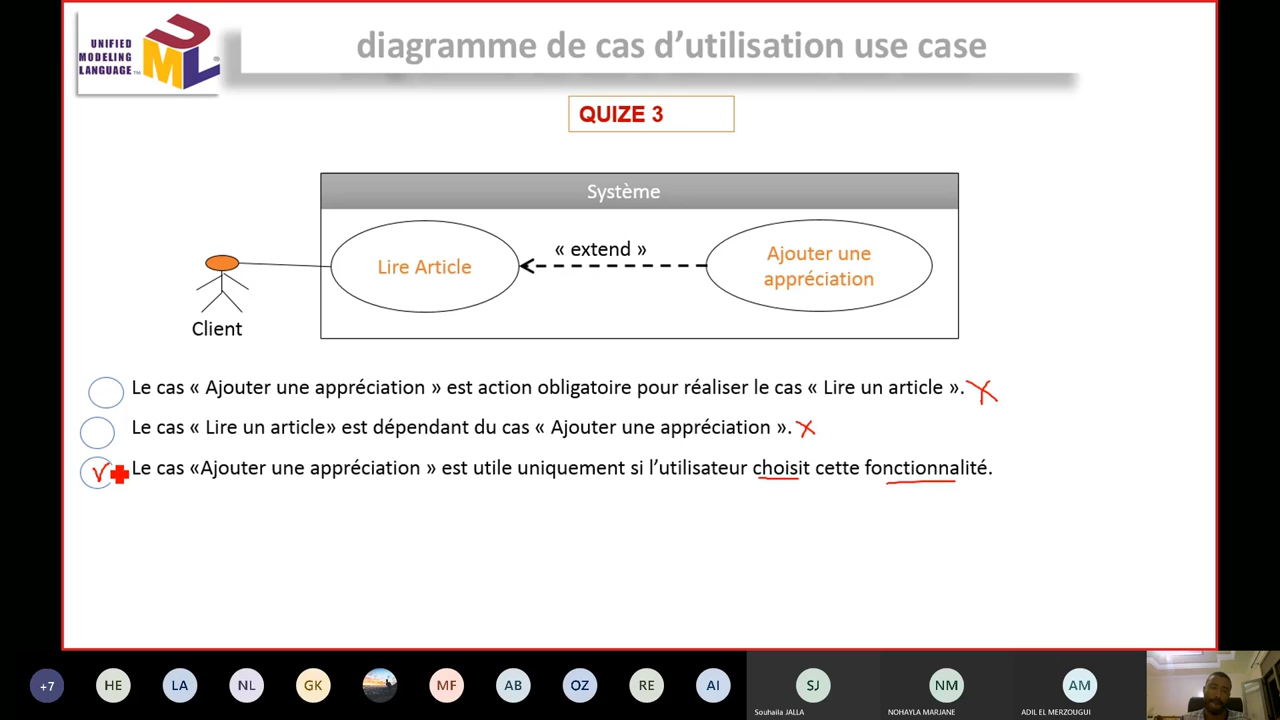 UNIFIED
MODELING
LANGUAGE™
UML®
diagramme de cas d’utilisation use case
QUIZE 3
Système
Lire Article
« extend »
Ajouter une
appréciation
Client
Le cas « Ajouter une appréciation » est action obligatoire pour réaliser le cas « Lire un article ».
Le cas « Lire un article» est dépendant du cas « Ajouter une appréciation ».
Le cas «Ajouter une appréciation » est utile uniquement si l’utilisateur choisit cette fonctionnalité.
+7
HE
LA
NL
GK
MF
AB
OZ
RE
AI
SJ
NM
AM
Souhaila JALLA
NOHAYLA MARJANE
ADIL EL MERZOUGUI